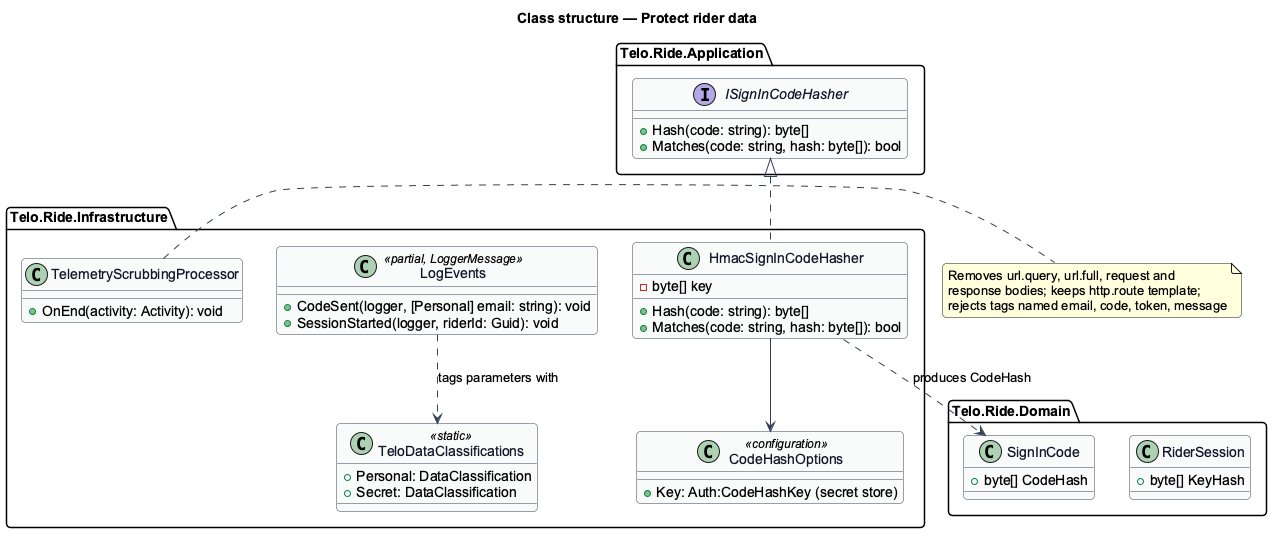 Class structure — Protect rider data
Telo.Ride.Application
I
ISignInCodeHasher
Hash(code: string): byte[]
Matches(code: string, hash: byte[]): bool
Telo.Ride.Infrastructure
C
TelemetryScrubbingProcessor
OnEnd(activity: Activity): void
C
«partial, LoggerMessage»
LogEvents
CodeSent(logger, [Personal] email: string): void
SessionStarted(logger, riderId: Guid): void
C
HmacSignInCodeHasher
byte[] key
Hash(code: string): byte[]
Matches(code: string, hash: byte[]): bool
Removes url.query, url.full, request and
response bodies; keeps http.route template;
rejects tags named email, code, token, message
tags parameters with
produces CodeHash
C
«static»
TeloDataClassifications
Personal: DataClassification
Secret: DataClassification
C
«configuration»
CodeHashOptions
Key: Auth:CodeHashKey (secret store)
Telo.Ride.Domain
C
SignInCode
byte[] CodeHash
C
RiderSession
byte[] KeyHash